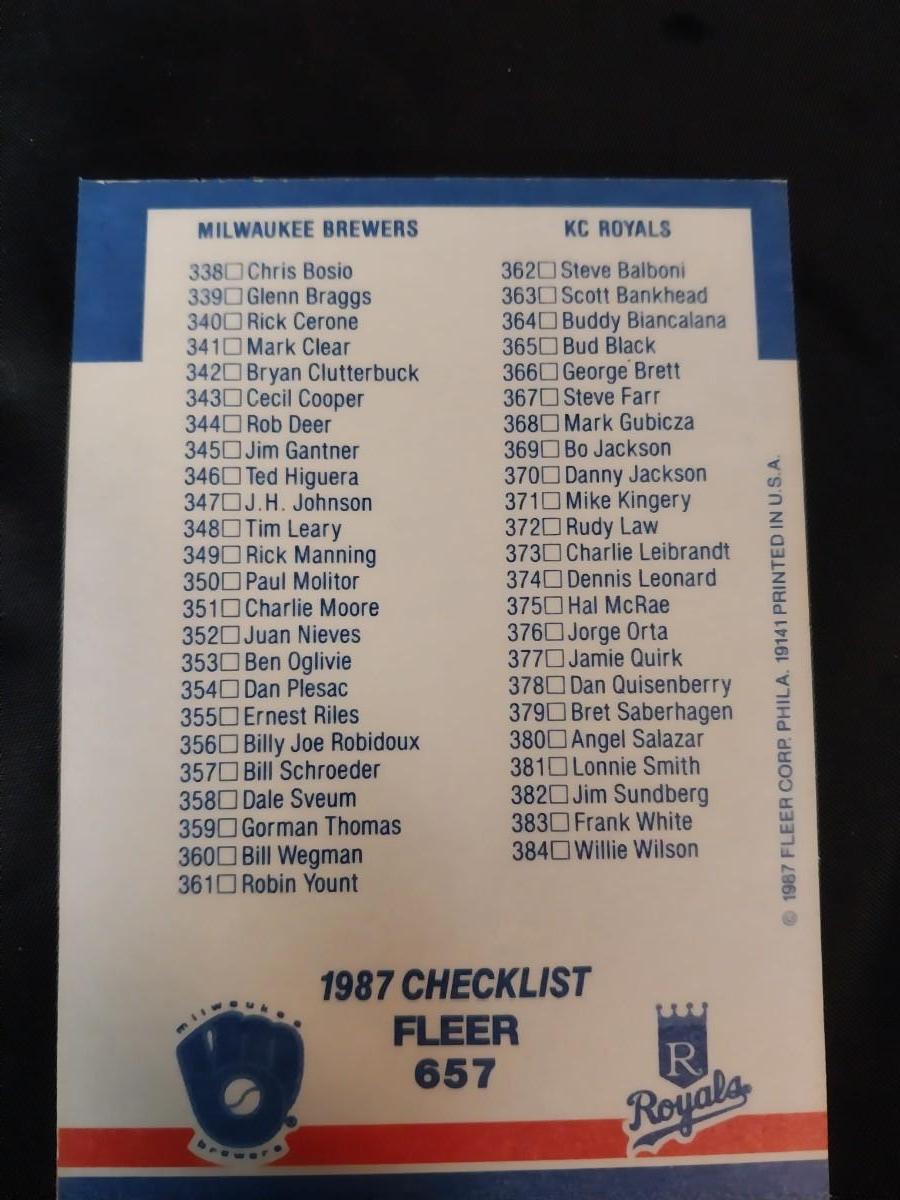 MILWAUKEE BREWERS
338□ Chris Bosio
339□ Glenn Braggs
340□ Rick Cerone
341□ Mark Clear
342□ Bryan Clutterbuck
343□ Cecil Cooper
344□ Rob Deer
345□ Jim Gantner
346□ Ted Higuera
347□ J.H. Johnson
348□ Tim Leary
349□ Rick Manning
350□ Paul Molitor
351□ Charlie Moore
352□ Juan Nieves
353□ Ben Oglivie
354□ Dan Plesac
355□ Ernest Riles
356□ Billy Joe Robidoux
357□ Bill Schroeder
358□ Dale Sveum
359□ Gorman Thomas
360□ Bill Wegman
361□ Robin Yount
KC ROYALS
362□ Steve Balboni
363□ Scott Bankhead
364□ Buddy Biancalana
365□ Bud Black
366□ George Brett
367□ Steve Farr
368□ Mark Gubicza
369□ Bo Jackson
370□ Danny Jackson
371□ Mike Kingery
372□ Rudy Law
373□ Charlie Leibrandt
374□ Dennis Leonard
375□ Hal McRae
376□ Jorge Orta
377□ Jamie Quirk
378□ Dan Quisenberry
379□ Bret Saberhagen
380□ Angel Salazar
381□ Lonnie Smith
382□ Jim Sundberg
383□ Frank White
384□ Willie Wilson
© 1987 FLEER CORP. PHILA. 19141 PRINTED IN U.S.A.
1987 CHECKLIST
FLEER
657
milwaukee
brewers
®
R
Royals